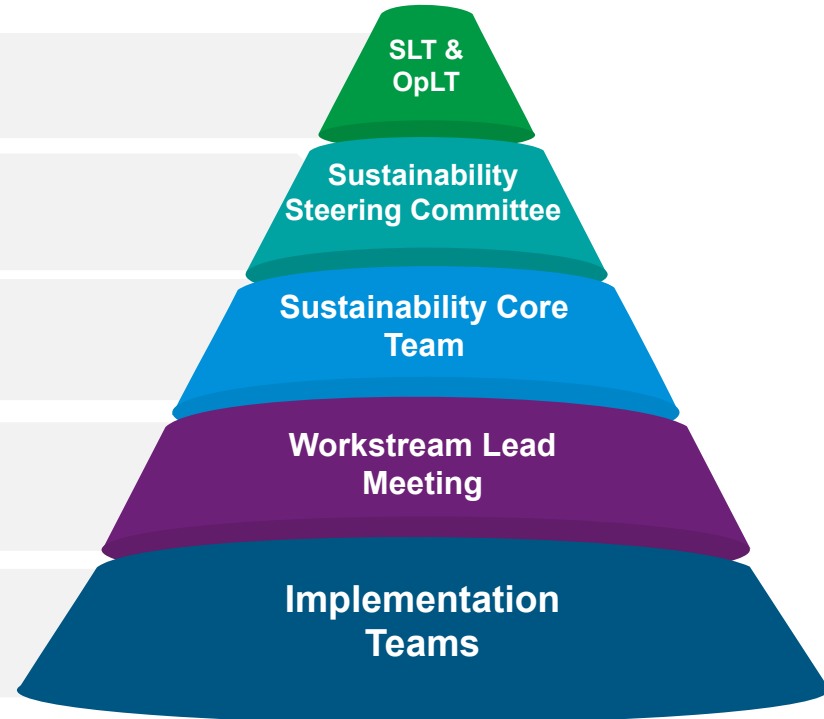 SLT &
OpLT
Sustainability
Steering Committee
Sustainability Core
Team
Workstream Lead
Meeting
Implementation
Teams